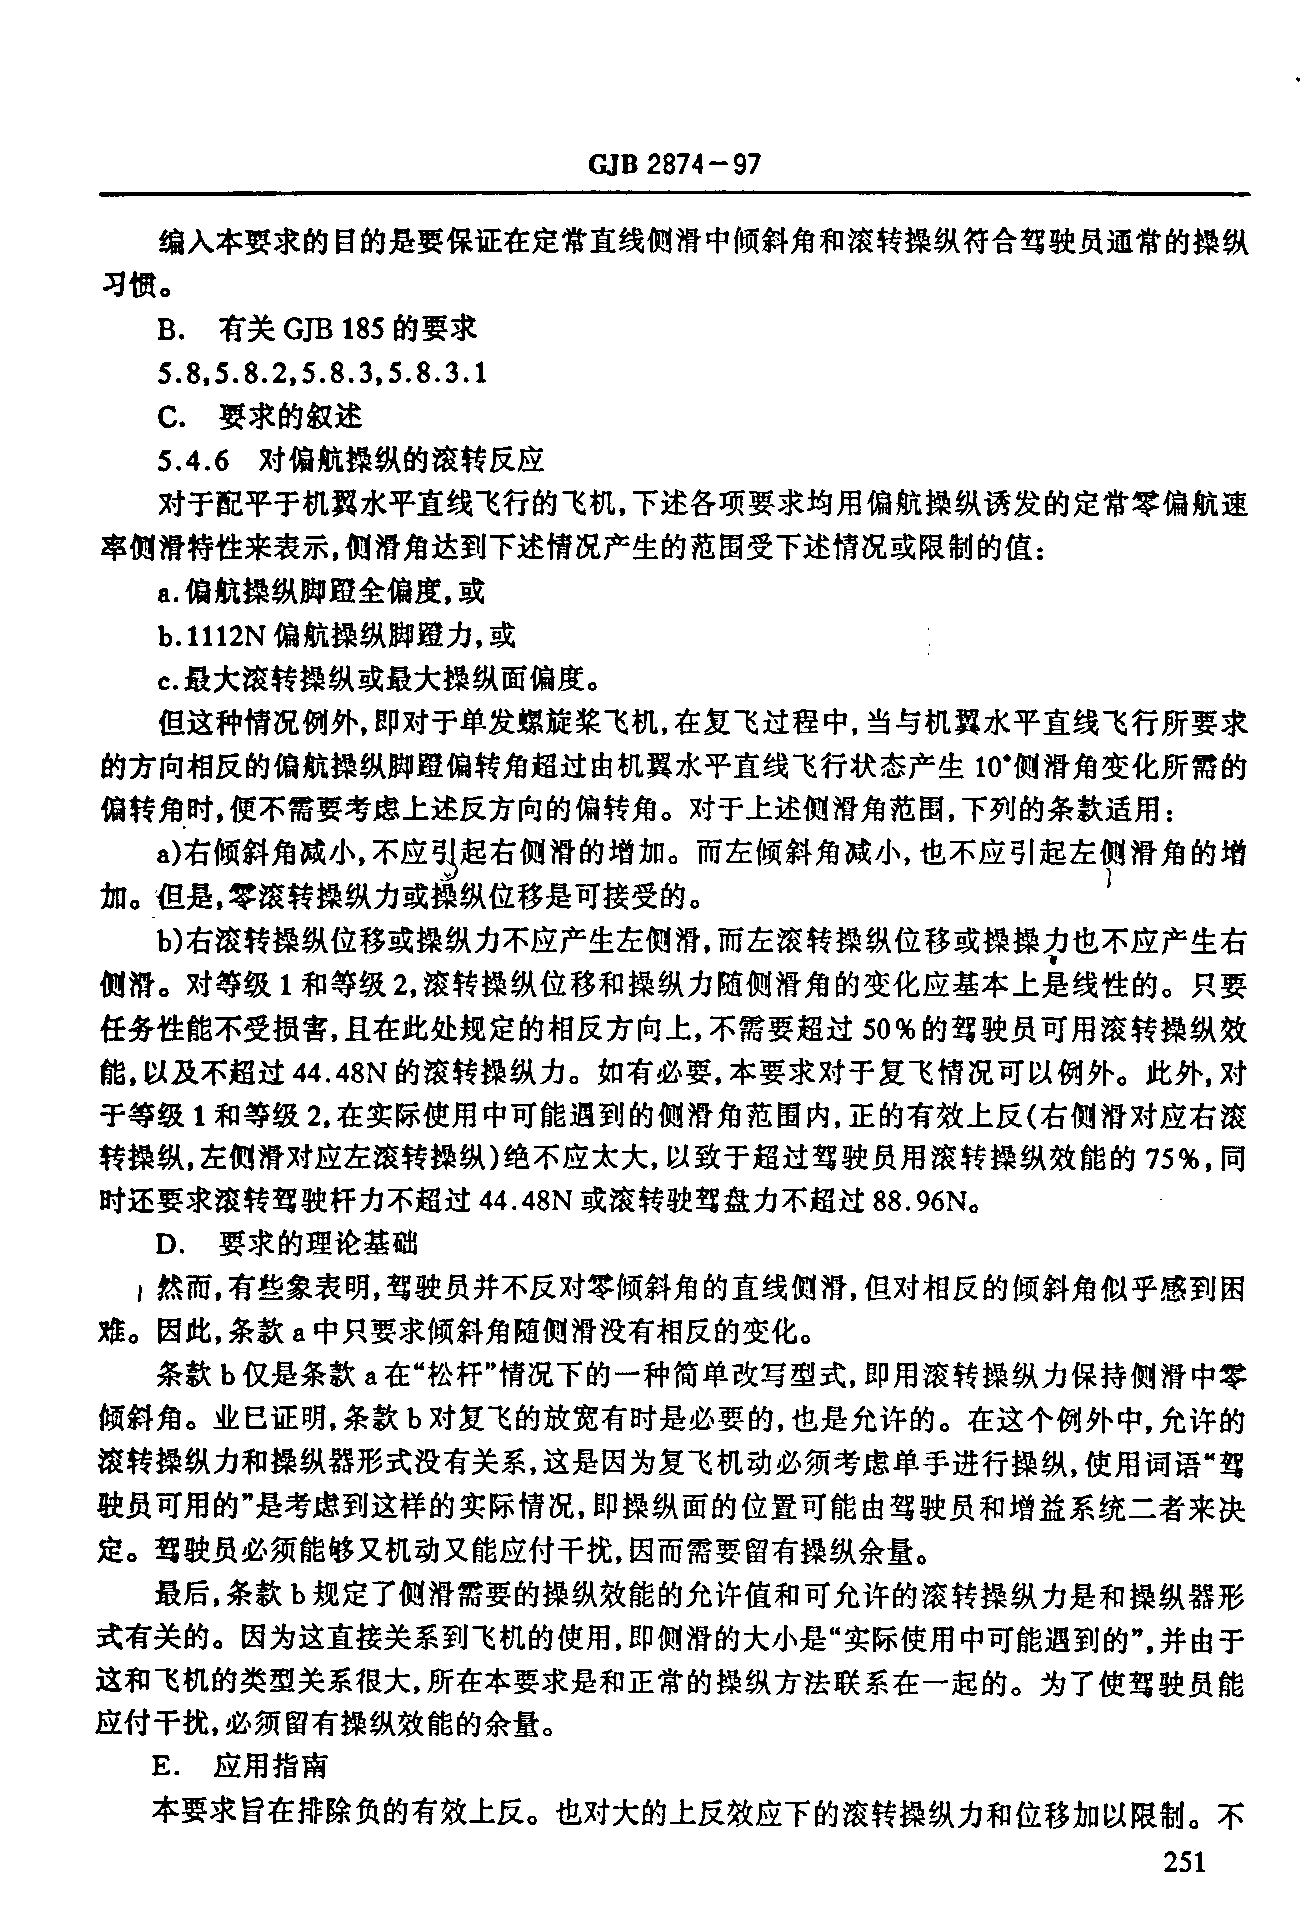 GJB 2874－97
编入本要求的目的是要保证在定常直线侧滑中倾斜角和滚转操纵符合驾驶员通常的操纵
习惯。
B. 有关 GJB 185 的要求
5.8,5.8.2,5.8.3,5.8.3.1
C. 要求的叙述
5.4.6 对偏航操纵的滚转反应
对于配平于机翼水平直线飞行的飞机,下述各项要求均用偏航操纵诱发的定常零偏航速
率侧滑特性来表示,侧滑角达到下述情况产生的范围受下述情况或限制的值:
a.偏航操纵脚蹬全偏度,或
b.1112N 偏航操纵脚蹬力,或
c.最大滚转操纵或最大操纵面偏度。
但这种情况例外,即对于单发螺旋桨飞机,在复飞过程中,当与机翼水平直线飞行所要求
的方向相反的偏航操纵脚蹬偏转角超过由机翼水平直线飞行状态产生 10°侧滑角变化所需的
偏转角时,便不需要考虑上述反方向的偏转角。对于上述侧滑角范围,下列的条款适用:
a)右倾斜角减小,不应引起右侧滑的增加。而左倾斜角减小,也不应引起左侧滑角的增
加。但是,零滚转操纵力或操纵位移是可接受的。
b)右滚转操纵位移或操纵力不应产生左侧滑,而左滚转操纵位移或操操力也不应产生右
侧滑。对等级 1 和等级 2,滚转操纵位移和操纵力随侧滑角的变化应基本上是线性的。只要
任务性能不受损害,且在此处规定的相反方向上,不需要超过 50%的驾驶员可用滚转操纵效
能,以及不超过 44.48N 的滚转操纵力。如有必要,本要求对于复飞情况可以例外。此外,对
于等级 1 和等级 2,在实际使用中可能遇到的侧滑角范围内,正的有效上反(右侧滑对应右滚
转操纵,左侧滑对应左滚转操纵)绝不应太大,以致于超过驾驶员用滚转操纵效能的 75%,同
时还要求滚转驾驶杆力不超过 44.48N 或滚转驶驾盘力不超过 88.96N。
D. 要求的理论基础
然而,有些象表明,驾驶员并不反对零倾斜角的直线侧滑,但对相反的倾斜角似乎感到困
难。因此,条款 a 中只要求倾斜角随侧滑没有相反的变化。
条款 b 仅是条款 a 在“松杆”情况下的一种简单改写型式,即用滚转操纵力保持侧滑中零
倾斜角。业已证明,条款 b 对复飞的放宽有时是必要的,也是允许的。在这个例外中,允许的
滚转操纵力和操纵器形式没有关系,这是因为复飞机动必须考虑单手进行操纵,使用词语“驾
驶员可用的”是考虑到这样的实际情况,即操纵面的位置可能由驾驶员和增益系统二者来决
定。驾驶员必须能够又机动又能应付干扰,因而需要留有操纵余量。
最后,条款 b 规定了侧滑需要的操纵效能的允许值和可允许的滚转操纵力是和操纵器形
式有关的。因为这直接关系到飞机的使用,即侧滑的大小是“实际使用中可能遇到的”,并由于
这和飞机的类型关系很大,所在本要求是和正常的操纵方法联系在一起的。为了使驾驶员能
应付干扰,必须留有操纵效能的余量。
E. 应用指南
本要求旨在排除负的有效上反。也对大的上反效应下的滚转操纵力和位移加以限制。不
251